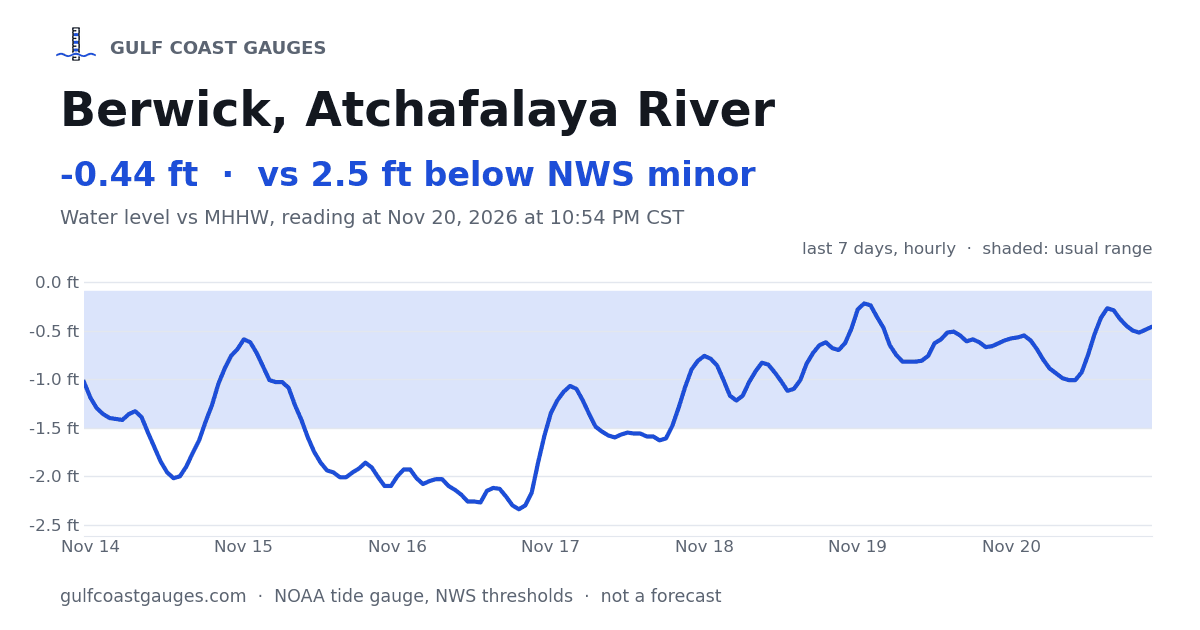 GULF COAST GAUGES
Berwick, Atchafalaya River
-0.44 ft · vs 2.5 ft below NWS minor
Water level vs MHHW, reading at Nov 20, 2026 at 10:54 PM CST
last 7 days, hourly · shaded: usual range
0.0 ft
-0.5 ft
-1.0 ft
-1.5 ft
-2.0 ft
-2.5 ft
Nov 14 Nov 15 Nov 16 Nov 17 Nov 18 Nov 19 Nov 20
gulfcoastgauges.com · NOAA tide gauge, NWS thresholds · not a forecast